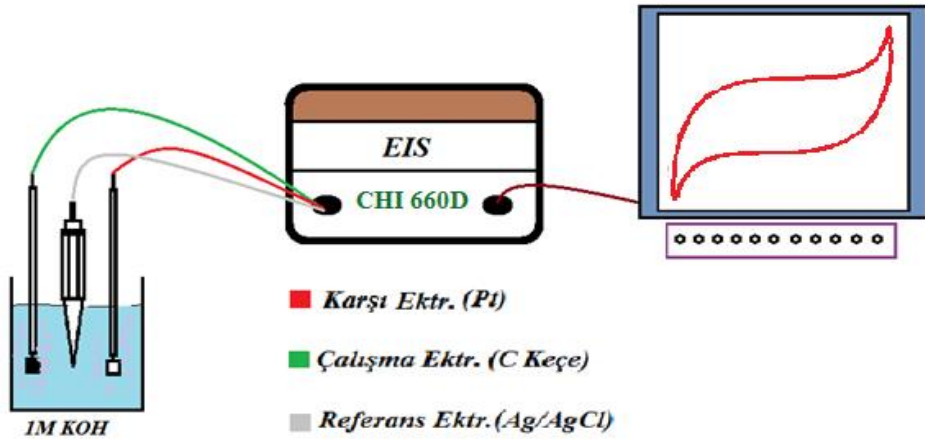 EIS
CHI 660D
Karşı Ektr. (Pt)
Çalışma Ektr. (C Keçe)
Referans Ektr.(Ag/AgCl)
1M KOH